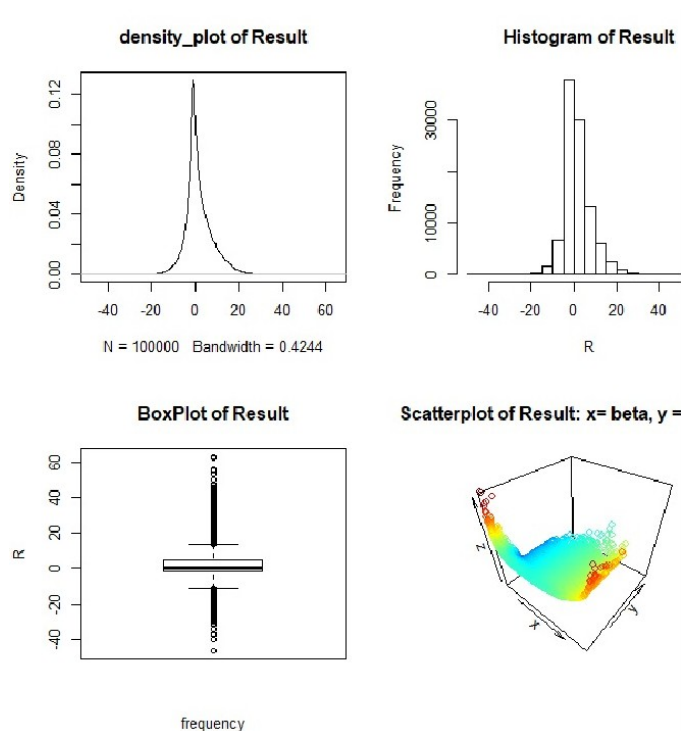 density_plot of Result
Density
0.00 0.04 0.08 0.12
-40 -20 0 20 40 60
N = 100000 Bandwidth = 0.4244
Histogram of Result
Frequency
0 10000 30000
-40 -20 0 20 40
R
BoxPlot of Result
R
-40 -20 0 20 40 60
frequency
Scatterplot of Result: x= beta, y =
z
x
y